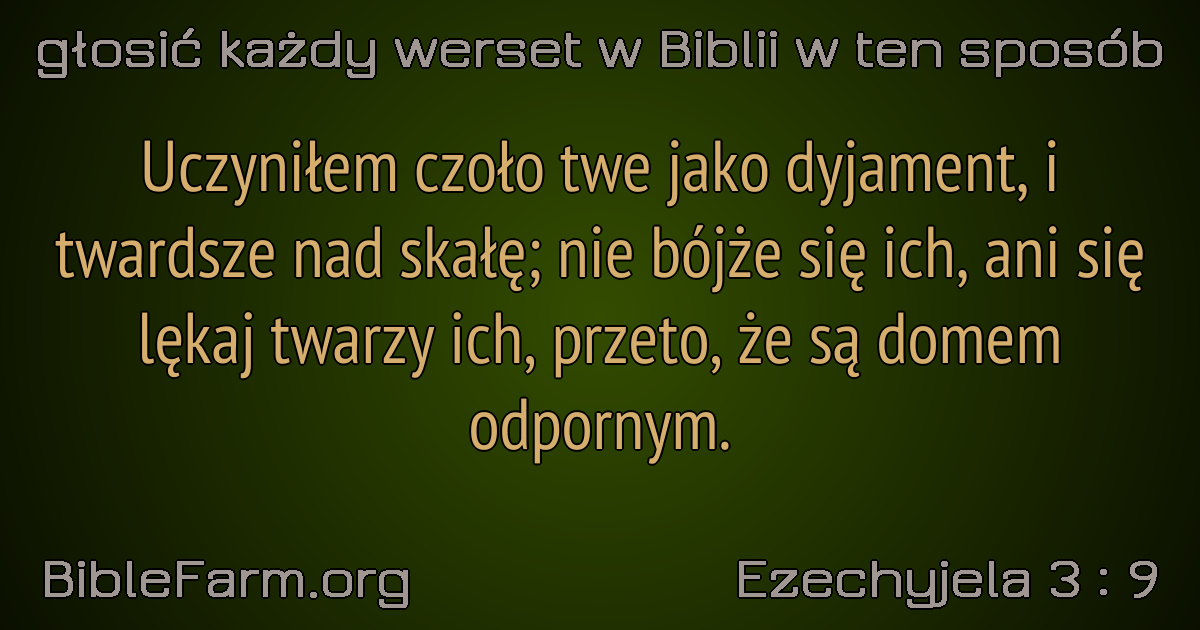 głosić każdy werset w Biblii w ten sposób
Uczyniłem czoło twe jako dyjament, i
twardsze nad skałę; nie bójże się ich, ani się
lękaj twarzy ich, przeto, że są domem
odpornym.
BibleFarm.org
Ezechyjela 3 : 9